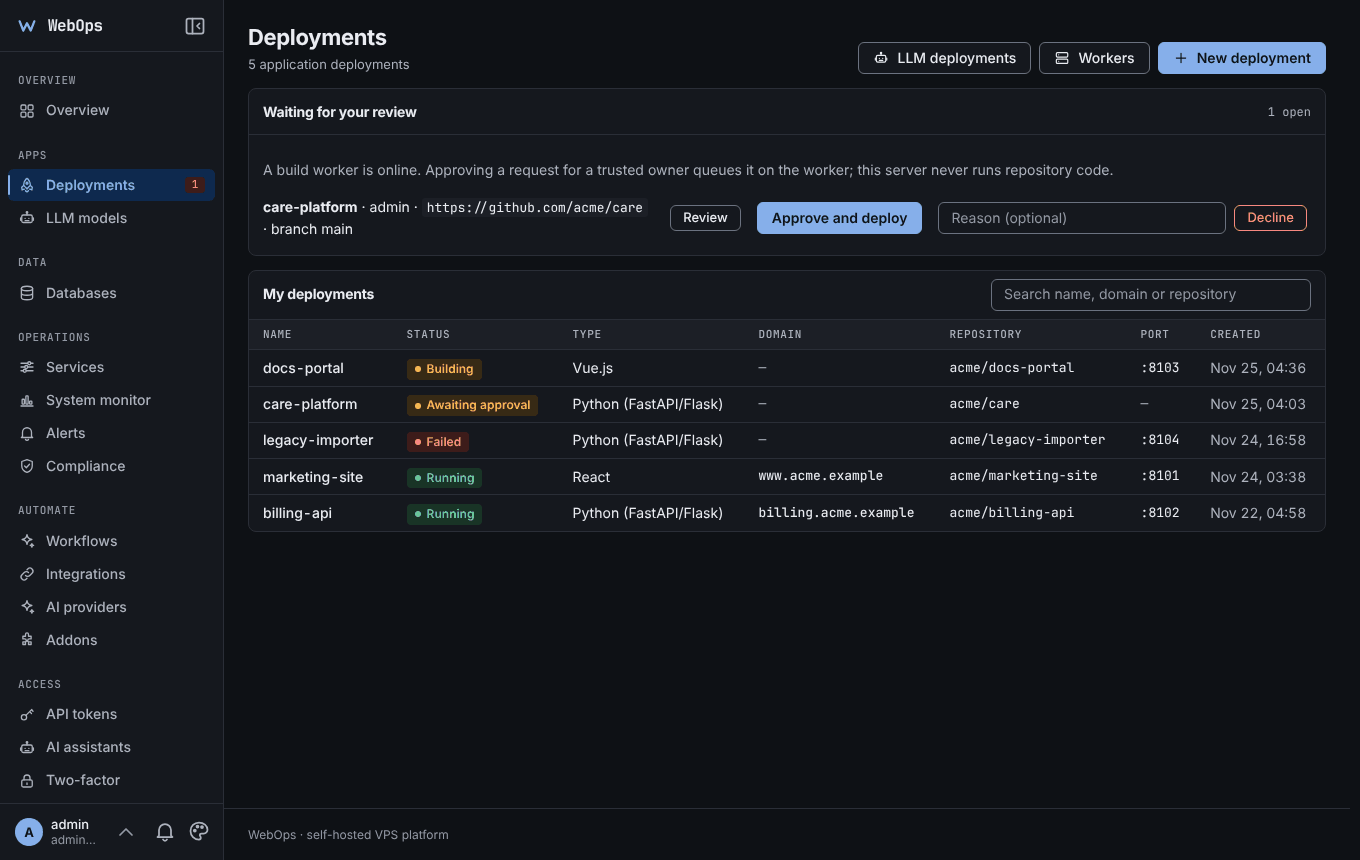 WebOps
OVERVIEW
Overview
APPS
Deployments 1
LLM models
DATA
Databases
OPERATIONS
Services
System monitor
Alerts
Compliance
AUTOMATE
Workflows
Integrations
AI providers
Addons
ACCESS
API tokens
AI assistants
Two-factor
A admin
admin...
Deployments
5 application deployments
LLM deployments
Workers
New deployment
Waiting for your review 1 open
A build worker is online. Approving a request for a trusted owner queues it on the worker; this server never runs repository code.
care-platform · admin · https://github.com/acme/care
· branch main
Review
Approve and deploy
Reason (optional)
Decline
My deployments
Search name, domain or repository
NAME STATUS TYPE DOMAIN REPOSITORY PORT CREATED
docs-portal Building Vue.js — acme/docs-portal :8103 Nov 25, 04:36
care-platform Awaiting approval Python (FastAPI/Flask) — acme/care — Nov 25, 04:03
legacy-importer Failed Python (FastAPI/Flask) — acme/legacy-importer :8104 Nov 24, 16:58
marketing-site Running React www.acme.example acme/marketing-site :8101 Nov 24, 03:38
billing-api Running Python (FastAPI/Flask) billing.acme.example acme/billing-api :8102 Nov 22, 04:58
WebOps · self-hosted VPS platform